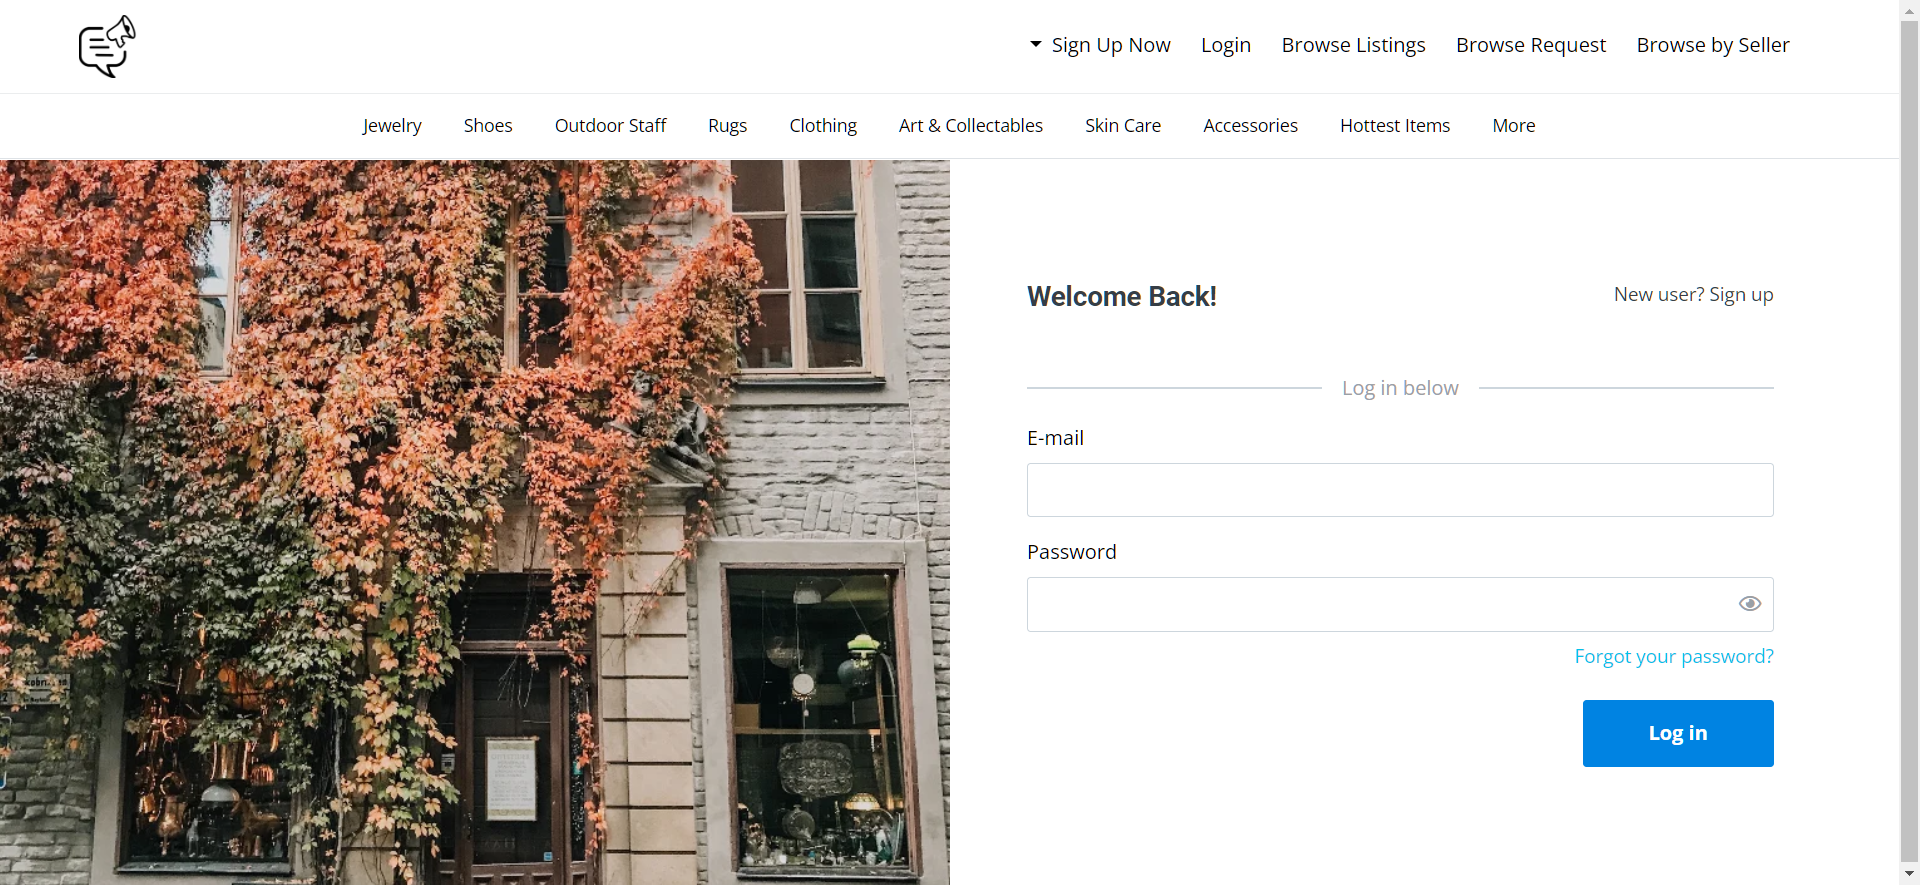 Sign Up Now Login Browse Listings Browse Request Browse by Seller
Jewelry Shoes Outdoor Staff Rugs Clothing Art & Collectables Skin Care Accessories Hottest Items More
Welcome Back! New user? Sign up
Log in below
E-mail
Password
Forgot your password?
Log in